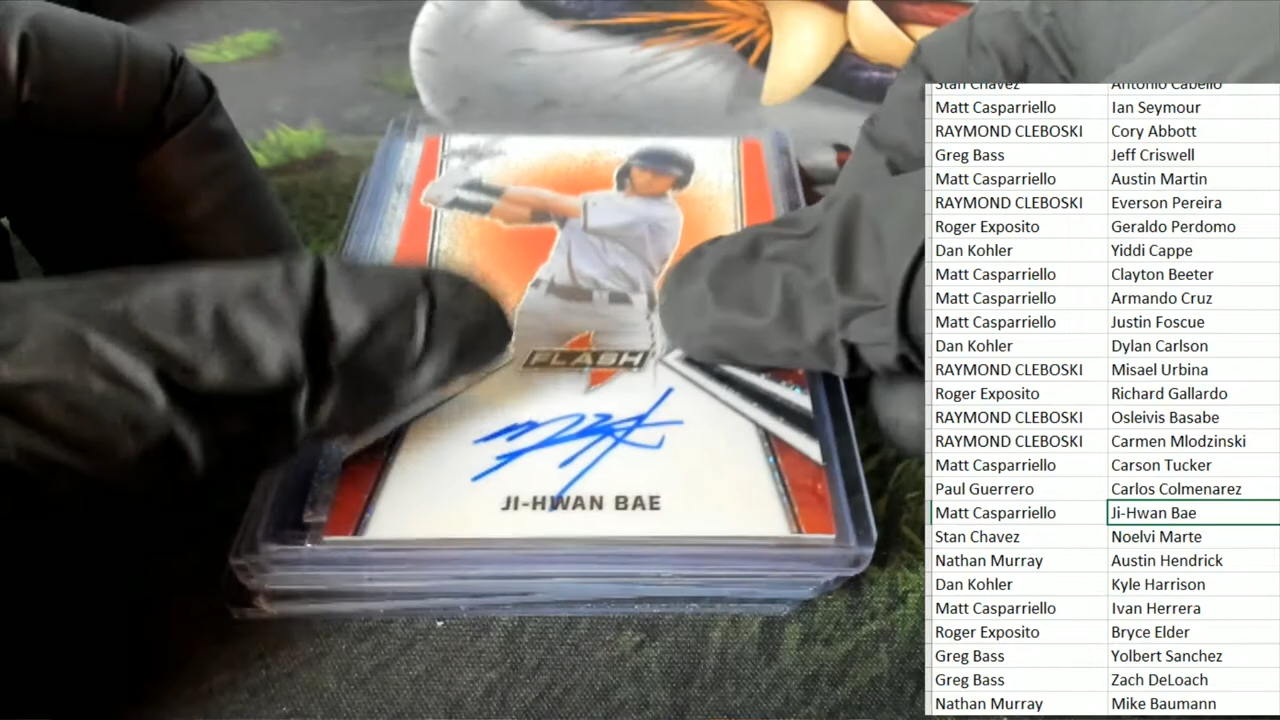 FLASH
JI-HWAN BAE
Stan Chavez Antonio Cabello
Matt Casparriello Ian Seymour
RAYMOND CLEBOSKI Cory Abbott
Greg Bass Jeff Criswell
Matt Casparriello Austin Martin
RAYMOND CLEBOSKI Everson Pereira
Roger Exposito Geraldo Perdomo
Dan Kohler Yiddi Cappe
Matt Casparriello Clayton Beeter
Matt Casparriello Armando Cruz
Matt Casparriello Justin Foscue
Dan Kohler Dylan Carlson
RAYMOND CLEBOSKI Misael Urbina
Roger Exposito Richard Gallardo
RAYMOND CLEBOSKI Osleivis Basabe
RAYMOND CLEBOSKI Carmen Mlodzinski
Matt Casparriello Carson Tucker
Paul Guerrero Carlos Colmenarez
Matt Casparriello Ji-Hwan Bae
Stan Chavez Noelvi Marte
Nathan Murray Austin Hendrick
Dan Kohler Kyle Harrison
Matt Casparriello Ivan Herrera
Roger Exposito Bryce Elder
Greg Bass Yolbert Sanchez
Greg Bass Zach DeLoach
Nathan Murray Mike Baumann